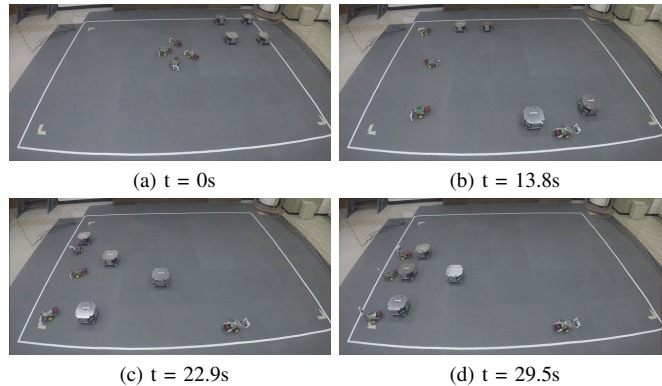 (a) t = 0s
(b) t = 13.8s
(c) t = 22.9s
(d) t = 29.5s